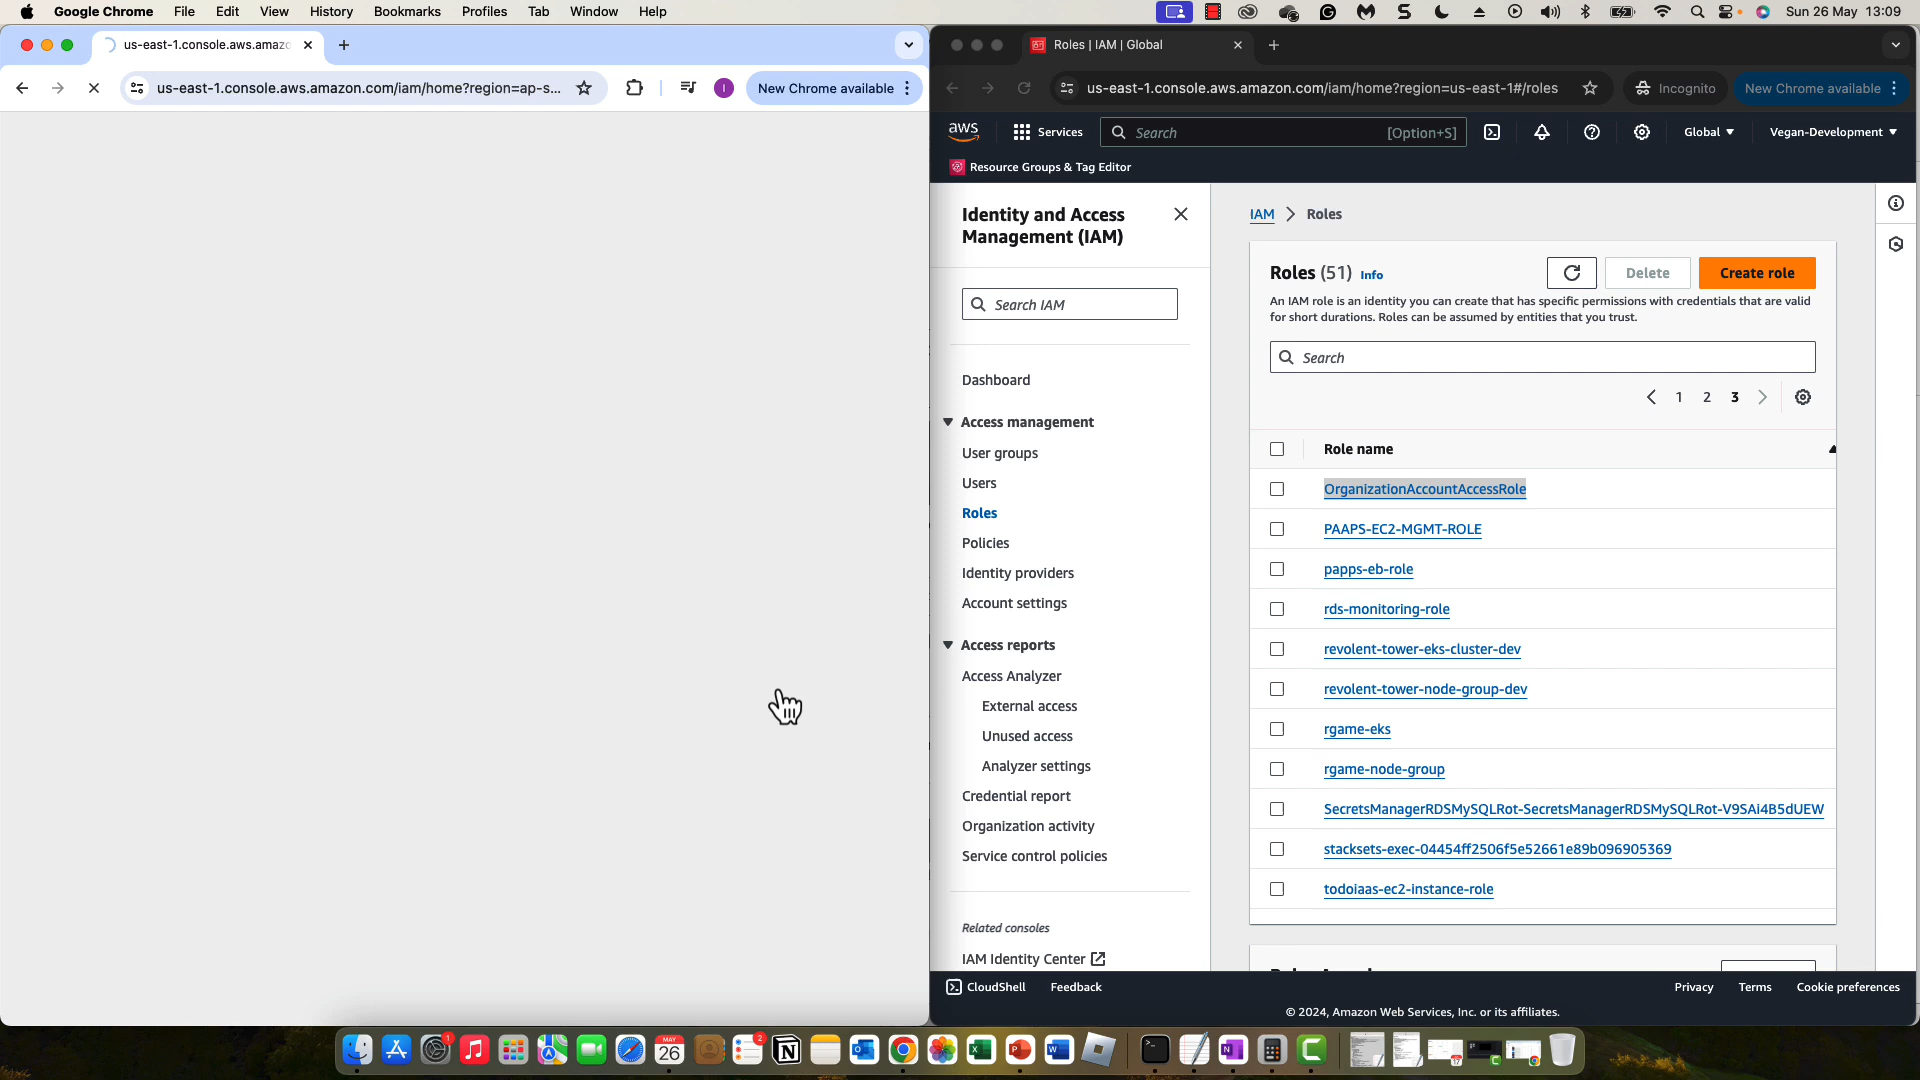 Google Chrome File Edit View History Bookmarks Profiles Tab Window Help Sun 26 May 13:09
us-east-1.console.aws.amazo
us-east-1.console.aws.amazon.com/iam/home?region=ap-s... New Chrome available
Roles | IAM | Global
us-east-1.console.aws.amazon.com/iam/home?region=us-east-1#/roles Incognito New Chrome available
aws Services Search [Option+S] Global Vegan-Development
Resource Groups & Tag Editor
Identity and Access
Management (IAM)
Search IAM
Dashboard
Access management
User groups
Users
Roles
Policies
Identity providers
Account settings
Access reports
Access Analyzer
External access
Unused access
Analyzer settings
Credential report
Organization activity
Service control policies
Related consoles
IAM Identity Center
IAM > Roles
Roles (51) Info Delete Create role
An IAM role is an identity you can create that has specific permissions with credentials that are valid
for short durations. Roles can be assumed by entities that you trust.
Search
1 2 3
Role name
OrganizationAccountAccessRole
PAAPS-EC2-MGMT-ROLE
papps-eb-role
rds-monitoring-role
revolent-tower-eks-cluster-dev
revolent-tower-node-group-dev
rgame-eks
rgame-node-group
SecretsManagerRDSMySQLRot-SecretsManagerRDSMySQLRot-V9SAi4B5dUEW
stacksets-exec-04454ff2506f5e52661e89b096905369
todoiaas-ec2-instance-role
CloudShell Feedback Privacy Terms Cookie preferences
© 2024, Amazon Web Services, Inc. or its affiliates.
MAY
26